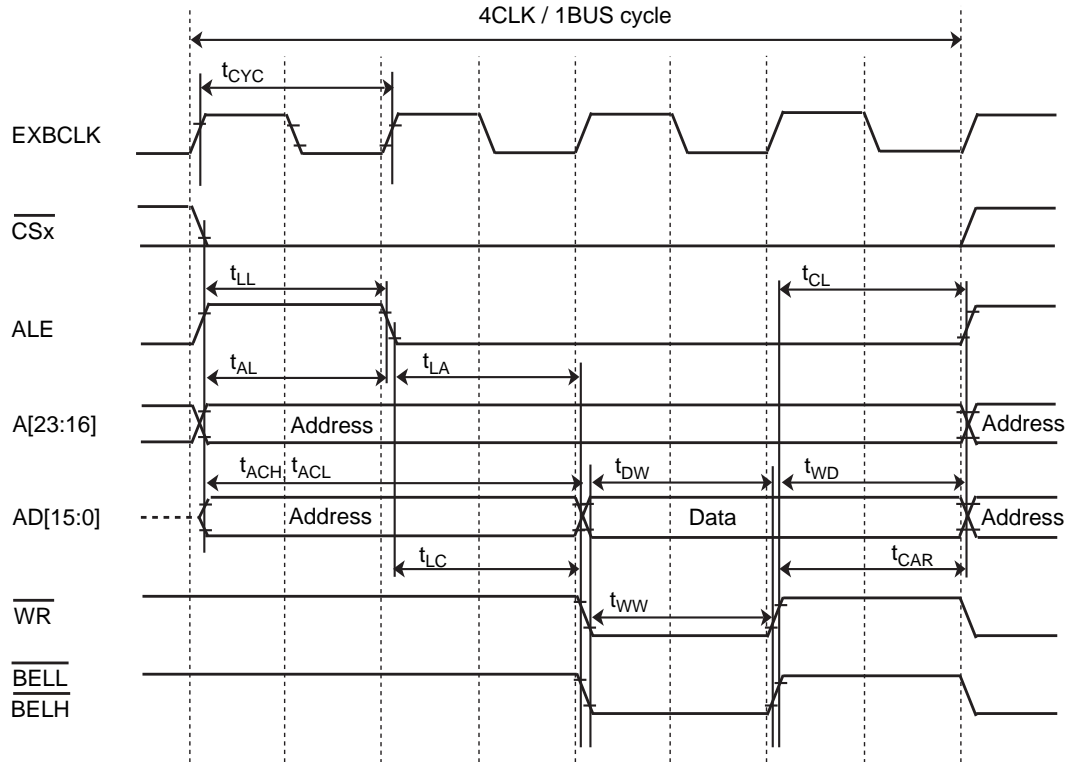 4CLK / 1BUS cycle
tCYC
EXBCLK
CSx
tLL
tCL
ALE
tAL
tLA
A[23:16]
Address
Address
tACH, tACL
tDW
tWD
AD[15:0]
Address
Data
Address
tLC
tCAR
WR
tWW
BELL
BELH